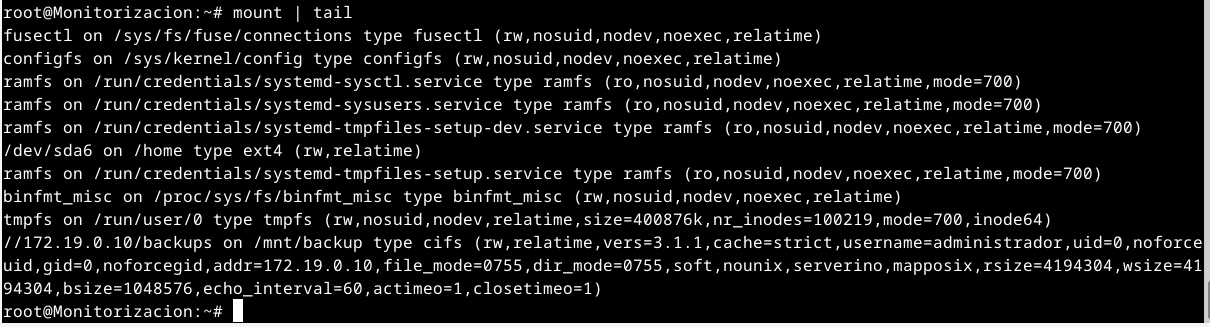 root@Monitorizacion:~# mount | tail
fusectl on /sys/fs/fuse/connections type fusectl (rw,nosuid,nodev,noexec,relatime)
configfs on /sys/kernel/config type configfs (rw,nosuid,nodev,noexec,relatime)
ramfs on /run/credentials/systemd-sysctl.service type ramfs (ro,nosuid,nodev,noexec,relatime,mode=700)
ramfs on /run/credentials/systemd-sysusers.service type ramfs (ro,nosuid,nodev,noexec,relatime,mode=700)
ramfs on /run/credentials/systemd-tmpfiles-setup-dev.service type ramfs (ro,nosuid,nodev,noexec,relatime,mode=700)
/dev/sda6 on /home type ext4 (rw,relatime)
ramfs on /run/credentials/systemd-tmpfiles-setup.service type ramfs (ro,nosuid,nodev,noexec,relatime,mode=700)
binfmt_misc on /proc/sys/fs/binfmt_misc type binfmt_misc (rw,nosuid,nodev,noexec,relatime)
tmpfs on /run/user/0 type tmpfs (rw,nosuid,nodev,relatime,size=400876k,nr_inodes=100219,mode=700,inode64)
//172.19.0.10/backups on /mnt/backup type cifs (rw,relatime,vers=3.1.1,cache=strict,username=administrador,uid=0,noforce
uid,gid=0,noforcegid,addr=172.19.0.10,file_mode=0755,dir_mode=0755,soft,nounix,serverino,mapposix,rsize=4194304,wsize=41
94304,bsize=1048576,echo_interval=60,actimeo=1,closetimeo=1)
root@Monitorizacion:~#